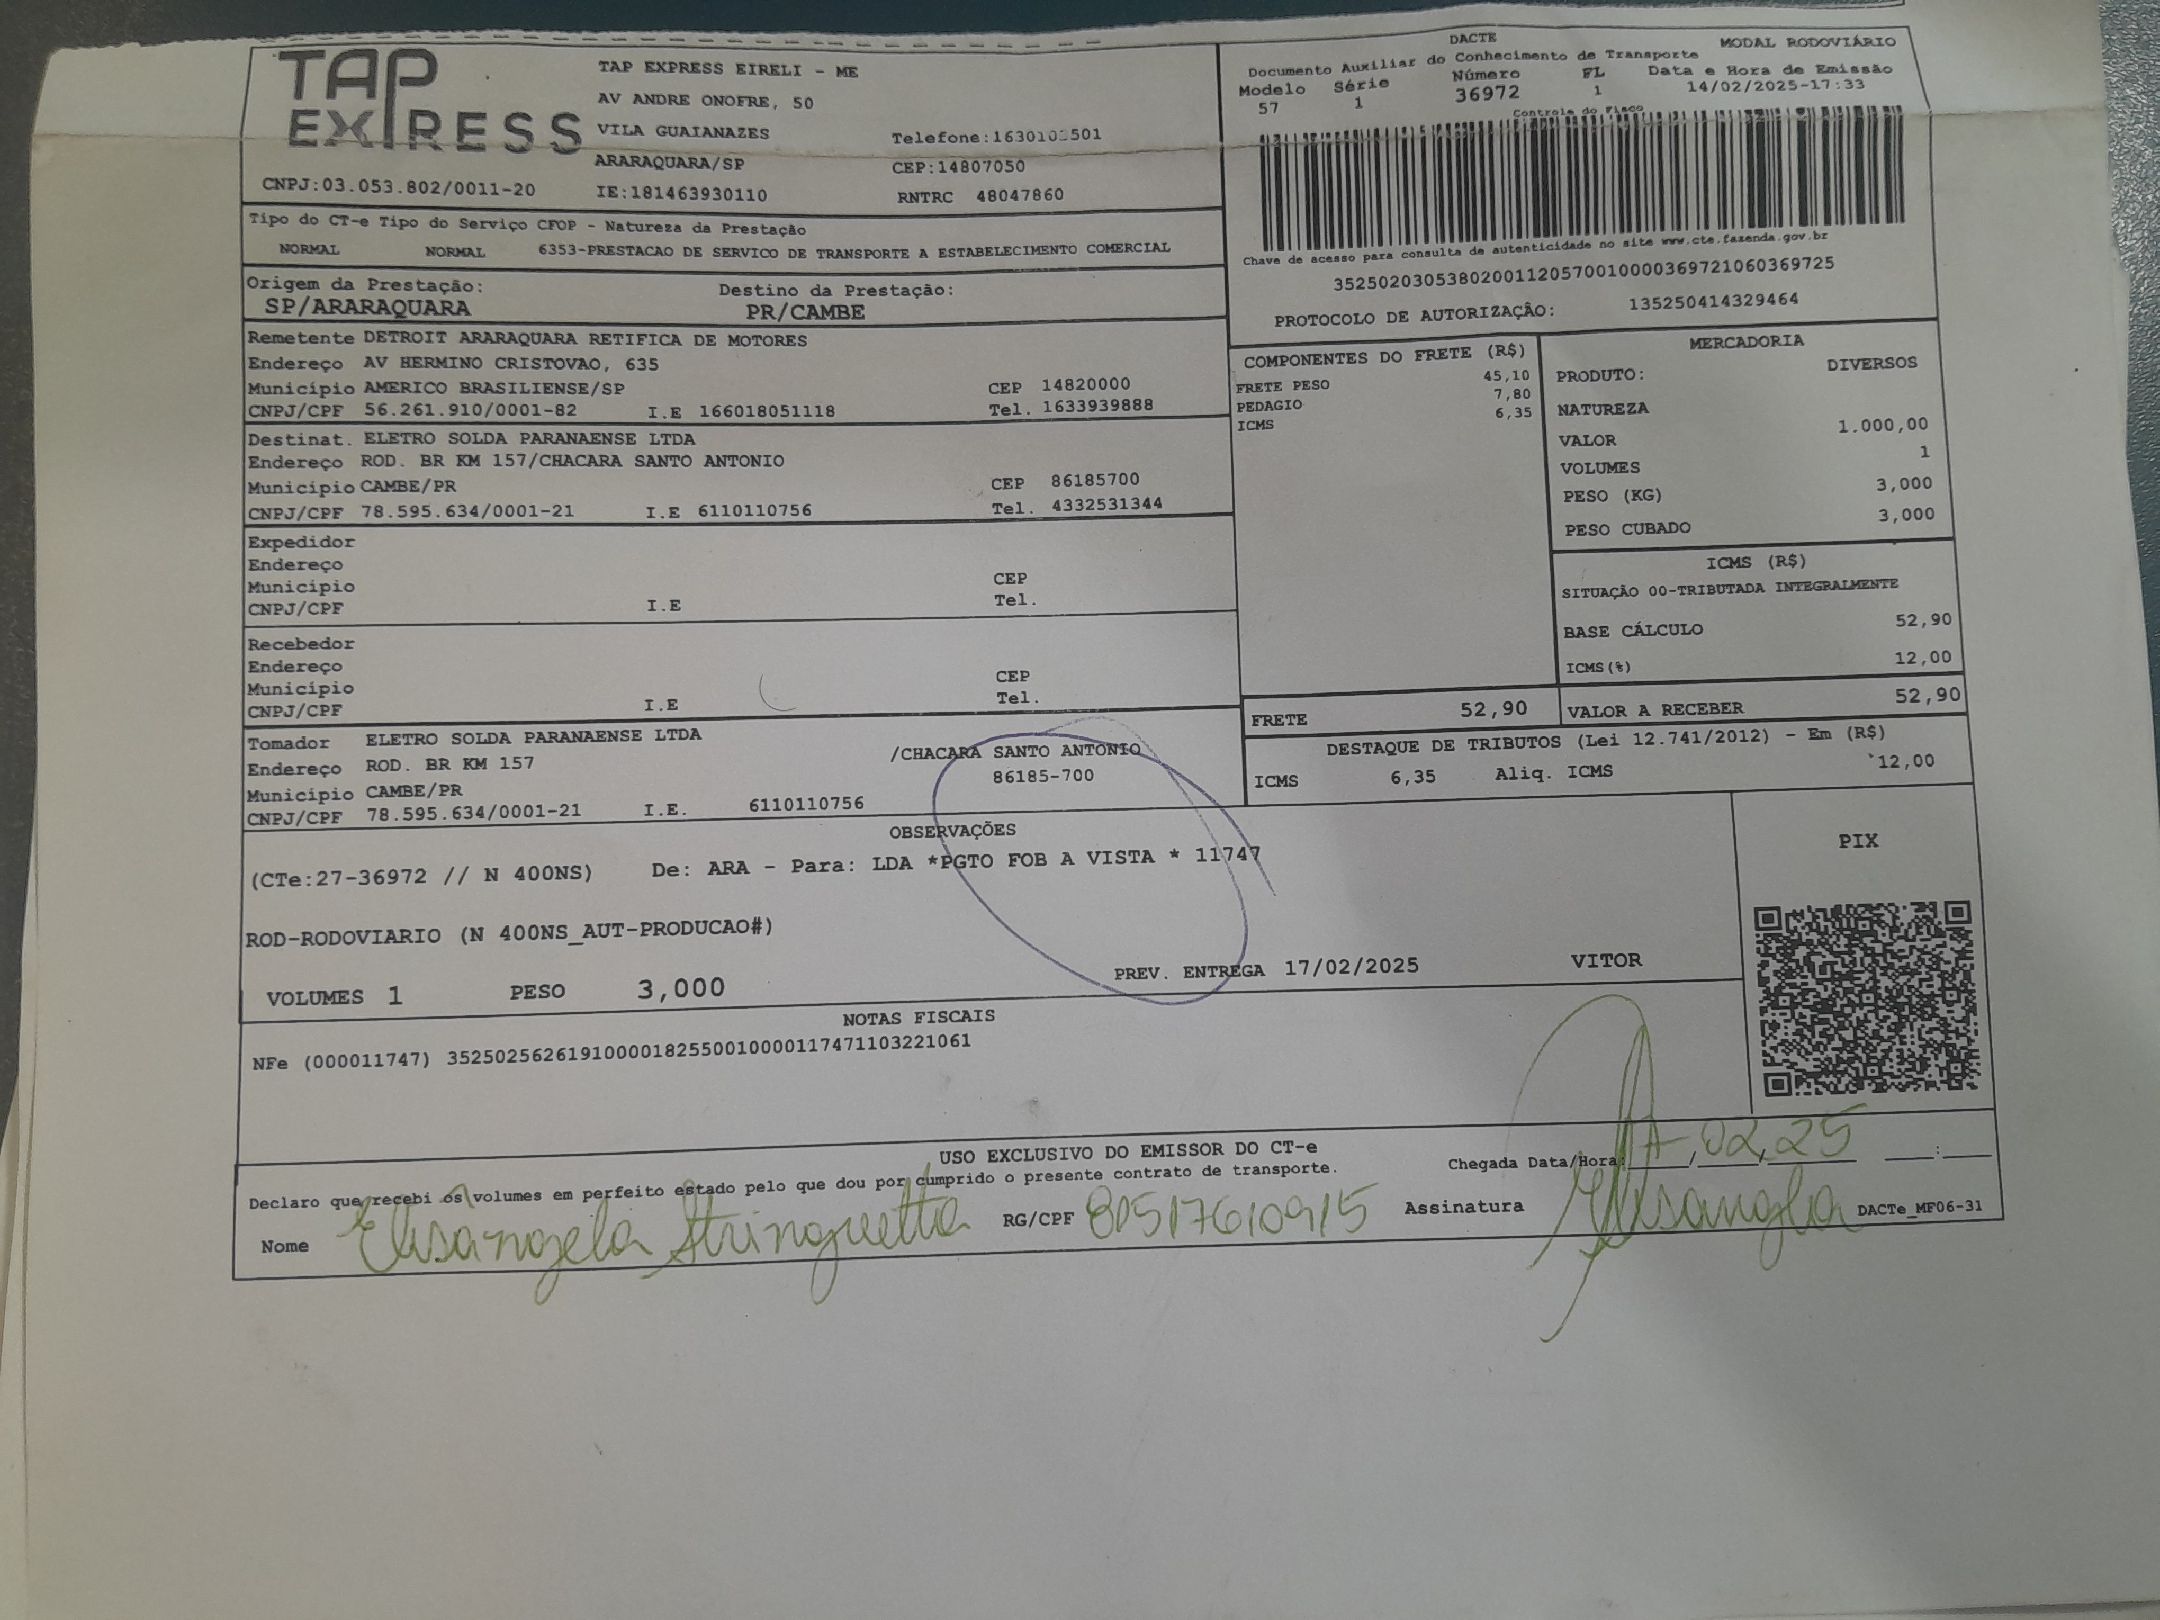 TAP EXPRESS
TAP EXPRESS EIRELI - ME
AV ANDRE ONOFRE, 50
VILA GUAIANAZES
Telefone:
ARARAQUARA/SP
CEP:14807050
CNPJ:03.053.802/0011-20
IE:181463930110
RNTRC 48047860
DACTE
MODAL RODOVIÁRIO
Documento Auxiliar do Conhecimento de Transporte
Modelo Série Número FL Data e Hora de Emissão
57 1 36972 1 14/02/2025-17:33
Controle do Fisco
Chave de acesso para consulta de autenticidade no site www.cte.fazenda.gov.br
35250203053802001120570010000369721060369725
PROTOCOLO DE AUTORIZAÇÃO: 135250414329464
Tipo do CT-e Tipo do Serviço CFOP - Natureza da Prestação
NORMAL NORMAL 6353-PRESTACAO DE SERVICO DE TRANSPORTE A ESTABELECIMENTO COMERCIAL
Origem da Prestação: Destino da Prestação:
SP/ARARAQUARA PR/CAMBE
Remetente DETROIT ARARAQUARA RETIFICA DE MOTORES
Endereço AV HERMINO CRISTOVAO, 635
Município AMERICO BRASILIENSE/SP CEP 14820000
CNPJ/CPF 56.261.910/0001-82 I.E 166018051118 Tel. 1633939888
Destinat. ELETRO SOLDA PARANAENSE LTDA
Endereço ROD. BR KM 157/CHACARA SANTO ANTONIO
Município CAMBE/PR CEP 86185700
CNPJ/CPF 78.595.634/0001-21 I.E 6110110756 Tel. 4332531344
Expedidor
Endereço
Município CEP
CNPJ/CPF I.E Tel.
Recebedor
Endereço
Município CEP
CNPJ/CPF I.E Tel.
Tomador ELETRO SOLDA PARANAENSE LTDA
Endereço ROD. BR KM 157 /CHACARA SANTO ANTONIO
Município CAMBE/PR 86185-700
CNPJ/CPF 78.595.634/0001-21 I.E. 6110110756
COMPONENTES DO FRETE (R$)
FRETE PESO 45,10
PEDAGIO 7,80
ICMS 6,35
MERCADORIA
PRODUTO: DIVERSOS
NATUREZA
VALOR 1.000,00
VOLUMES 1
PESO (KG) 3,000
PESO CUBADO 3,000
ICMS (R$)
SITUAÇÃO 00-TRIBUTADA INTEGRALMENTE
BASE CÁLCULO 52,90
ICMS(%) 12,00
FRETE 52,90 VALOR A RECEBER 52,90
DESTAQUE DE TRIBUTOS (Lei 12.741/2012) - Em (R$)
ICMS 6,35 Aliq. ICMS 12,00
OBSERVAÇÕES
(CTe:27-36972 // N 400NS) De: ARA - Para: LDA *PGTO FOB A VISTA * 11747
ROD-RODOVIARIO (N 400NS_AUT-PRODUCAO#)
PREV. ENTREGA 17/02/2025 VITOR
VOLUMES 1 PESO 3,000
PIX
NOTAS FISCAIS
NFe (000011747) 35250256261910000182550010000117471103221061
USO EXCLUSIVO DO EMISSOR DO CT-e
Declaro que recebi os volumes em perfeito estado pelo que dou por cumprido o presente contrato de transporte.
Chegada Data/Hora: 02,25 :
Nome Elisângela Stringuetta RG/CPF Assinatura Elisangela DACTe_MF06-31